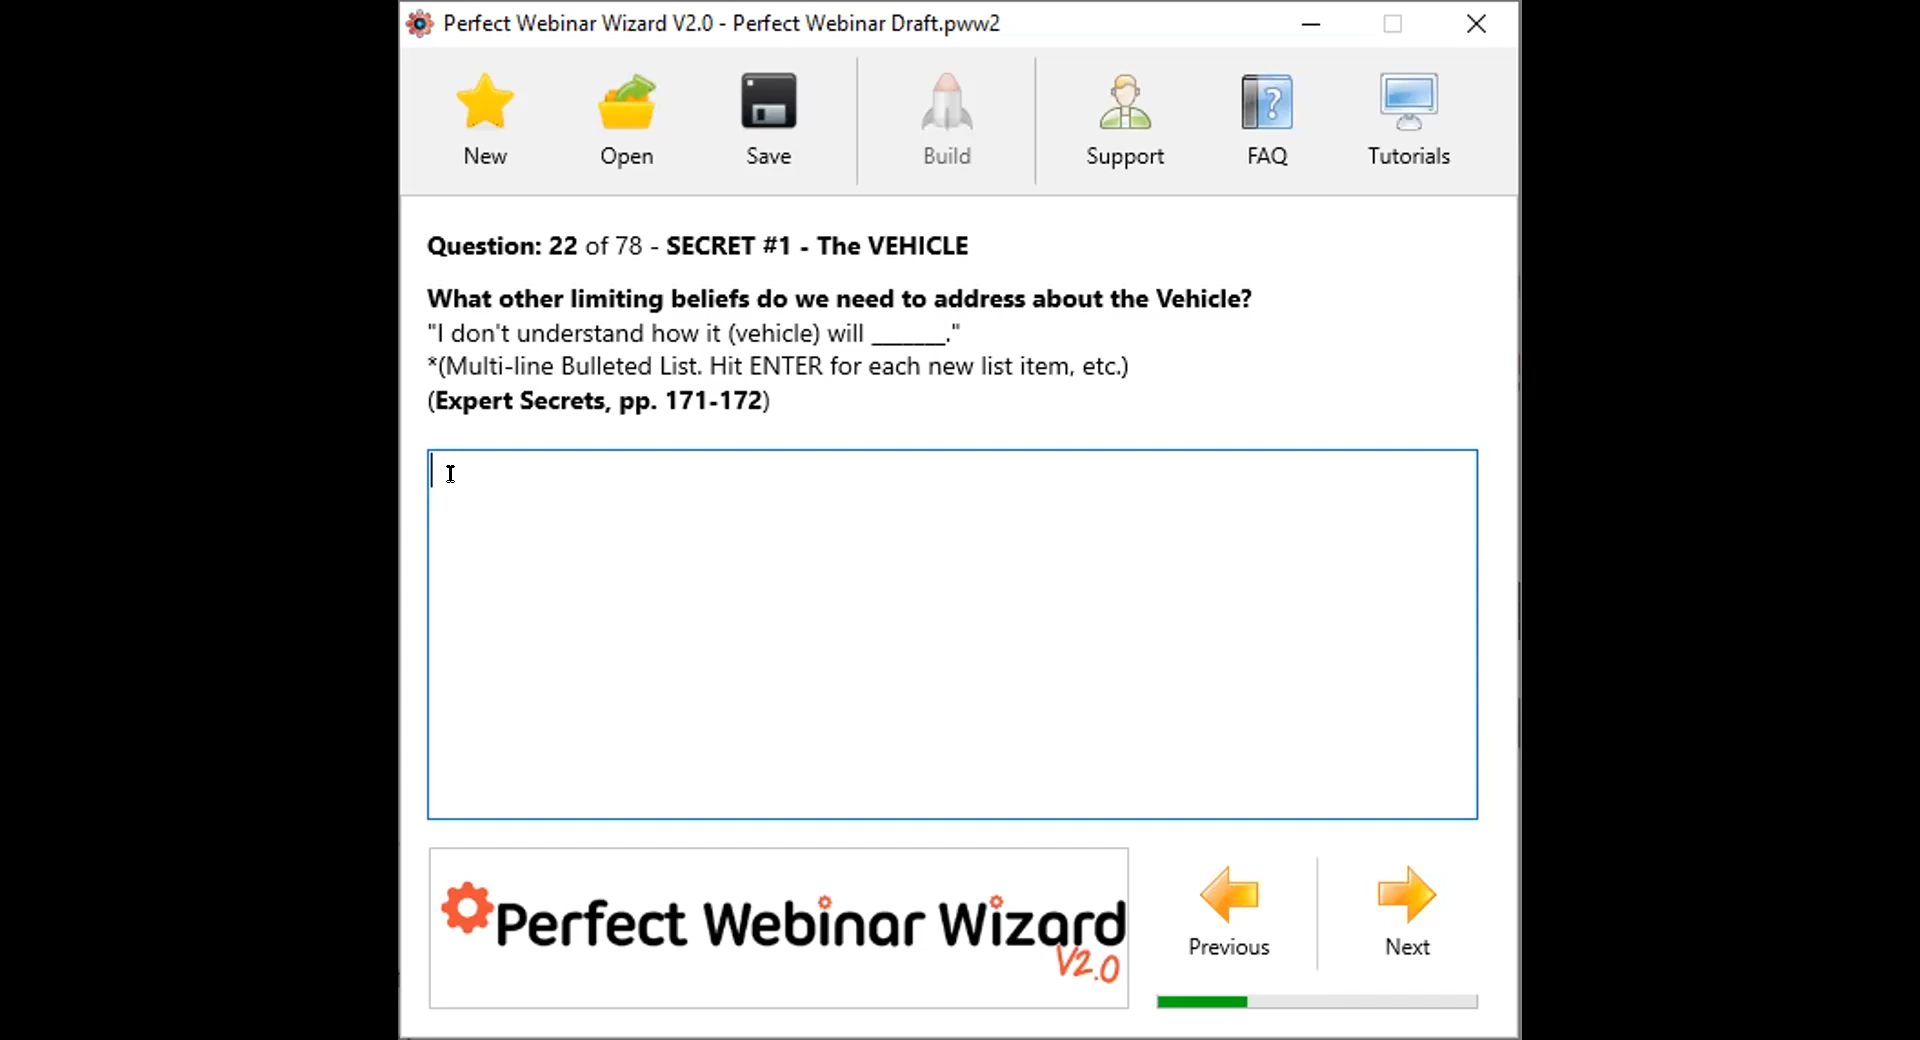 Perfect Webinar Wizard V2.0 - Perfect Webinar Draft.pww2
New Open Save Build Support FAQ Tutorials
Question: 22 of 78 - SECRET #1 - The VEHICLE
What other limiting beliefs do we need to address about the Vehicle?
"I don't understand how it (vehicle) will ______."
*(Multi-line Bulleted List. Hit ENTER for each new list item, etc.)
(Expert Secrets, pp. 171-172)
Perfect Webinar Wizard
V2.0
Previous Next